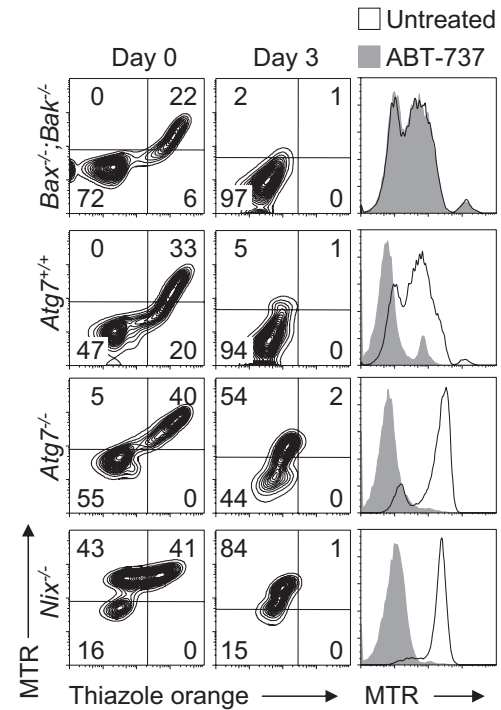 Untreated
ABT-737
Day 0
Day 3
Bax-/-;Bak-/-
0 22
72 6
2 1
97 0
Atg7+/+
0 33
47 20
5 1
94 0
Atg7-/-
5 40
55 0
54 2
44 0
Nix-/-
43 41
16 0
84 1
15 0
MTR
Thiazole orange
MTR